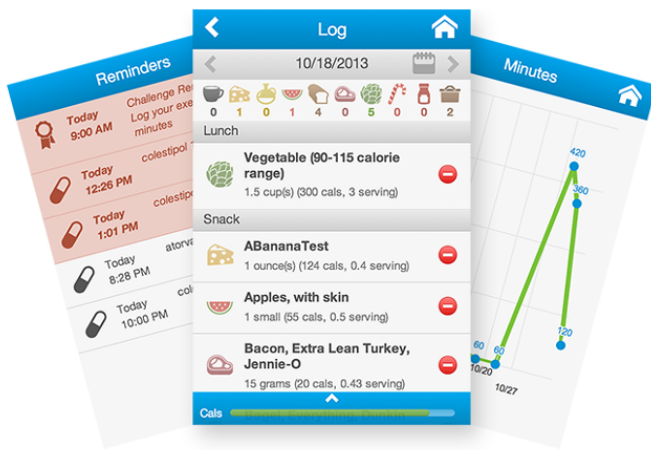 Reminders
Today
9:00 AM
Challenge
Log your
minutes
Today
12:26 PM
colestipol
Today
1:01 PM
Today
8:28 PM
Today
10:00 PM
Log
10/18/2013
0 1 0 1 4 0 5 0 0 2
Lunch
Vegetable (90-115 calorie
range)
1.5 cup(s) (300 cals, 3 serving)
Snack
ABananaTest
1 ounce(s) (124 cals, 0.4 serving)
Apples, with skin
1 small (55 cals, 0.5 serving)
Bacon, Extra Lean Turkey,
Jennie-O
15 grams (20 cals, 0.43 serving)
Cals
Minutes
420
360
120
60
60
10/20
10/27